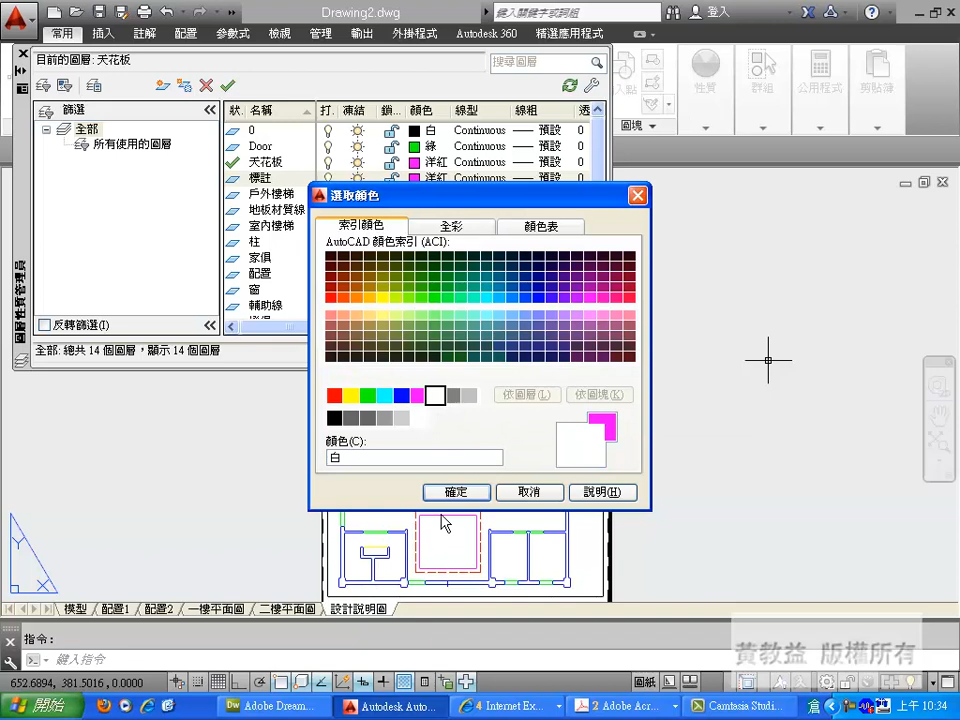 Drawing2.dwg
鍵入關鍵字或詞組
登入
常用 插入 註解 配置 參數式 檢視 管理 輸出 外掛程式 Autodesk 360 精選應用程式
目前的圖層: 天花板
搜尋圖層
篩選
全部
所有使用的圖層
反轉篩選(I)
全部: 總共 14 個圖層，顯示 14 個圖層
圖層性質管理員
狀. 名稱 打. 凍結 鎖... 顏色 線型 線粗 透
0 白 Continuous 預設 0
Door 綠 Continuous 預設 0
天花板 洋紅 Continuous 預設 0
標註 洋紅 Continuous 預設 0
戶外樓梯
地板材質線
室內樓梯
柱
家俱
配置
窗
輔助線
圖塊
性質
群組
公用程式
剪貼簿
選取顏色
索引顏色 全彩 顏色表
AutoCAD 顏色索引 (ACI):
依圖層(L) 依圖塊(K)
顏色(C):
白
確定 取消 說明(H)
Y
X
模型 配置1 配置2 一樓平面圖 二樓平面圖 設計說明圖
指令:
鍵入指令
黃教益 版權所有
652.6894, 381.5016, 0.0000
圖紙
開始
Adobe Dream...
Autodesk Auto...
4 Internet Ex...
2 Adobe Acr...
Camtasia Studi...
倉
上午 10:34